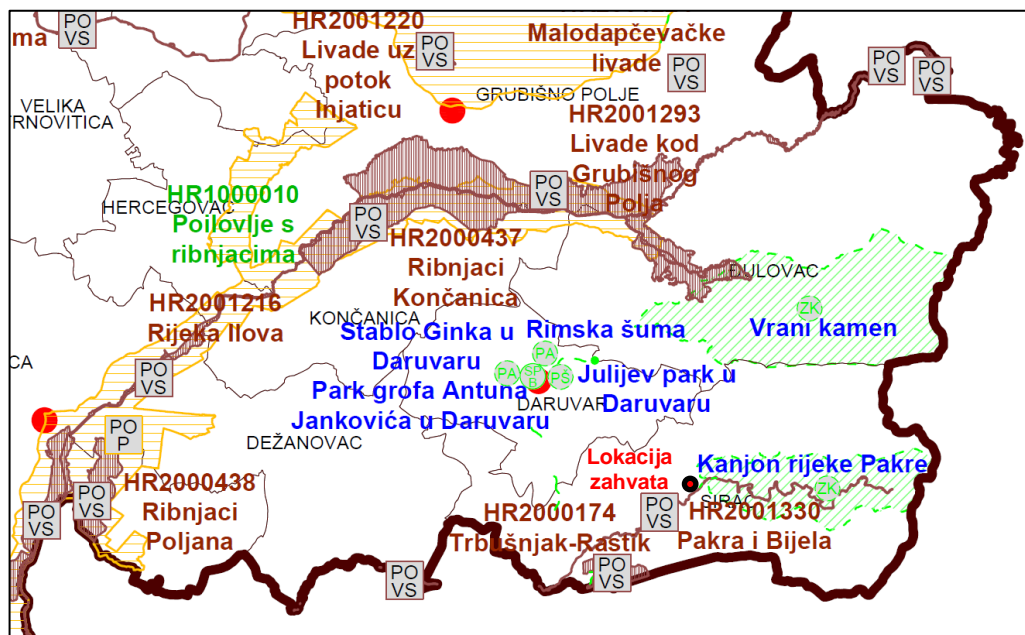 HR2001220
Livade uz
potok
Injaticu
Malodapčevačke
livade
PO
VS
ma
PO
VS
PO
VS
PO
VS
PO
VS
VELIKA
TRNOVITICA
GRUBIŠNO POLJE
HR2001293
Livade kod
Grubišnog
Polja
HR1000010
Poilovlje s
ribnjacima
HERCEGOVAC
PO
VS
PO
VS
HR2000437
Ribnjaci
Končanica
ĐULOVAC
ZK
Vrani kamen
HR2001216
Rijeka Ilova
KONČANICA
Stablo Ginka u
Daruvaru
Rimska šuma
PA
PA
SP
B
PŠ
Park grofa Antuna
Jankovića u Daruvaru
Julijev park u
Daruvaru
DARUVAR
CA
PO
VS
PO
P
DEŽANOVAC
Lokacija
zahvata
Kanjon rijeke Pakre
ZK
SIRAČ
HR2000438
Ribnjaci
Poljana
PO
VS
PO
VS
HR2000174
Trbušnjak-Rastik
PO
VS
HR2001330
Pakra i Bijela
PO
VS
PO
VS